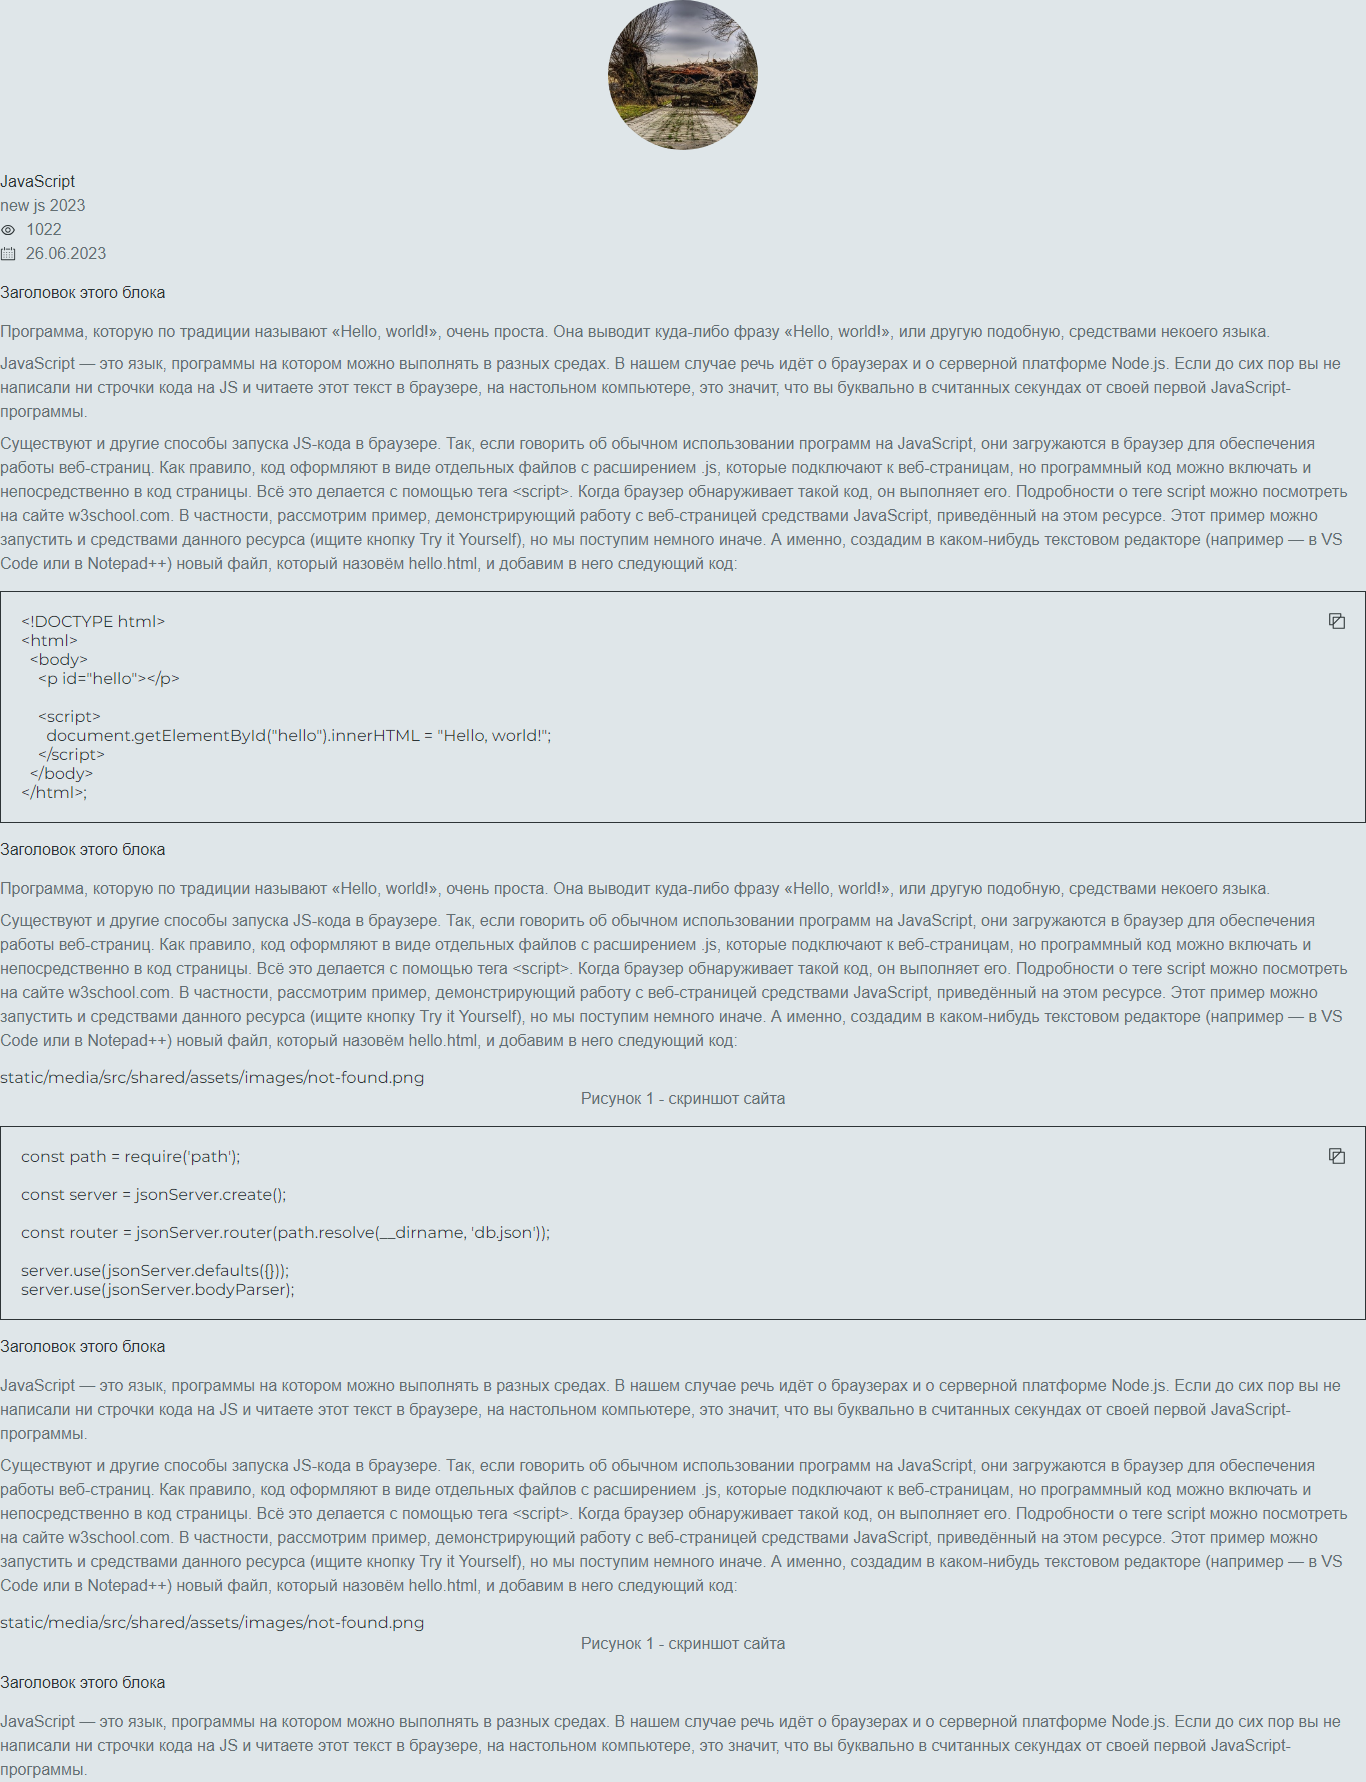 JavaScript
new js 2023
1022
26.06.2023
Заголовок этого блока
Программа, которую по традиции называют «Hello, world!», очень проста. Она выводит куда-либо фразу «Hello, world!», или другую подобную, средствами некоего языка.
JavaScript — это язык, программы на котором можно выполнять в разных средах. В нашем случае речь идёт о браузерах и о серверной платформе Node.js. Если до сих пор вы не
написали ни строчки кода на JS и читаете этот текст в браузере, на настольном компьютере, это значит, что вы буквально в считанных секундах от своей первой JavaScript-
программы.
Существуют и другие способы запуска JS-кода в браузере. Так, если говорить об обычном использовании программ на JavaScript, они загружаются в браузер для обеспечения
работы веб-страниц. Как правило, код оформляют в виде отдельных файлов с расширением .js, которые подключают к веб-страницам, но программный код можно включать и
непосредственно в код страницы. Всё это делается с помощью тега <script>. Когда браузер обнаруживает такой код, он выполняет его. Подробности о теге script можно посмотреть
на сайте w3school.com. В частности, рассмотрим пример, демонстрирующий работу с веб-страницей средствами JavaScript, приведённый на этом ресурсе. Этот пример можно
запустить и средствами данного ресурса (ищите кнопку Try it Yourself), но мы поступим немного иначе. А именно, создадим в каком-нибудь текстовом редакторе (например — в VS
Code или в Notepad++) новый файл, который назовём hello.html, и добавим в него следующий код:
<!DOCTYPE html>
<html>
<body>
<p id="hello"></p>
<script>
document.getElementById("hello").innerHTML = "Hello, world!";
</script>
</body>
</html>;
Заголовок этого блока
Программа, которую по традиции называют «Hello, world!», очень проста. Она выводит куда-либо фразу «Hello, world!», или другую подобную, средствами некоего языка.
Существуют и другие способы запуска JS-кода в браузере. Так, если говорить об обычном использовании программ на JavaScript, они загружаются в браузер для обеспечения
работы веб-страниц. Как правило, код оформляют в виде отдельных файлов с расширением .js, которые подключают к веб-страницам, но программный код можно включать и
непосредственно в код страницы. Всё это делается с помощью тега <script>. Когда браузер обнаруживает такой код, он выполняет его. Подробности о теге script можно посмотреть
на сайте w3school.com. В частности, рассмотрим пример, демонстрирующий работу с веб-страницей средствами JavaScript, приведённый на этом ресурсе. Этот пример можно
запустить и средствами данного ресурса (ищите кнопку Try it Yourself), но мы поступим немного иначе. А именно, создадим в каком-нибудь текстовом редакторе (например — в VS
Code или в Notepad++) новый файл, который назовём hello.html, и добавим в него следующий код:
static/media/src/shared/assets/images/not-found.png
Рисунок 1 - скриншот сайта
const path = require('path');
const server = jsonServer.create();
const router = jsonServer.router(path.resolve(__dirname, 'db.json'));
server.use(jsonServer.defaults({}));
server.use(jsonServer.bodyParser);
Заголовок этого блока
JavaScript — это язык, программы на котором можно выполнять в разных средах. В нашем случае речь идёт о браузерах и о серверной платформе Node.js. Если до сих пор вы не
написали ни строчки кода на JS и читаете этот текст в браузере, на настольном компьютере, это значит, что вы буквально в считанных секундах от своей первой JavaScript-
программы.
Существуют и другие способы запуска JS-кода в браузере. Так, если говорить об обычном использовании программ на JavaScript, они загружаются в браузер для обеспечения
работы веб-страниц. Как правило, код оформляют в виде отдельных файлов с расширением .js, которые подключают к веб-страницам, но программный код можно включать и
непосредственно в код страницы. Всё это делается с помощью тега <script>. Когда браузер обнаруживает такой код, он выполняет его. Подробности о теге script можно посмотреть
на сайте w3school.com. В частности, рассмотрим пример, демонстрирующий работу с веб-страницей средствами JavaScript, приведённый на этом ресурсе. Этот пример можно
запустить и средствами данного ресурса (ищите кнопку Try it Yourself), но мы поступим немного иначе. А именно, создадим в каком-нибудь текстовом редакторе (например — в VS
Code или в Notepad++) новый файл, который назовём hello.html, и добавим в него следующий код:
static/media/src/shared/assets/images/not-found.png
Рисунок 1 - скриншот сайта
Заголовок этого блока
JavaScript — это язык, программы на котором можно выполнять в разных средах. В нашем случае речь идёт о браузерах и о серверной платформе Node.js. Если до сих пор вы не
написали ни строчки кода на JS и читаете этот текст в браузере, на настольном компьютере, это значит, что вы буквально в считанных секундах от своей первой JavaScript-
программы.